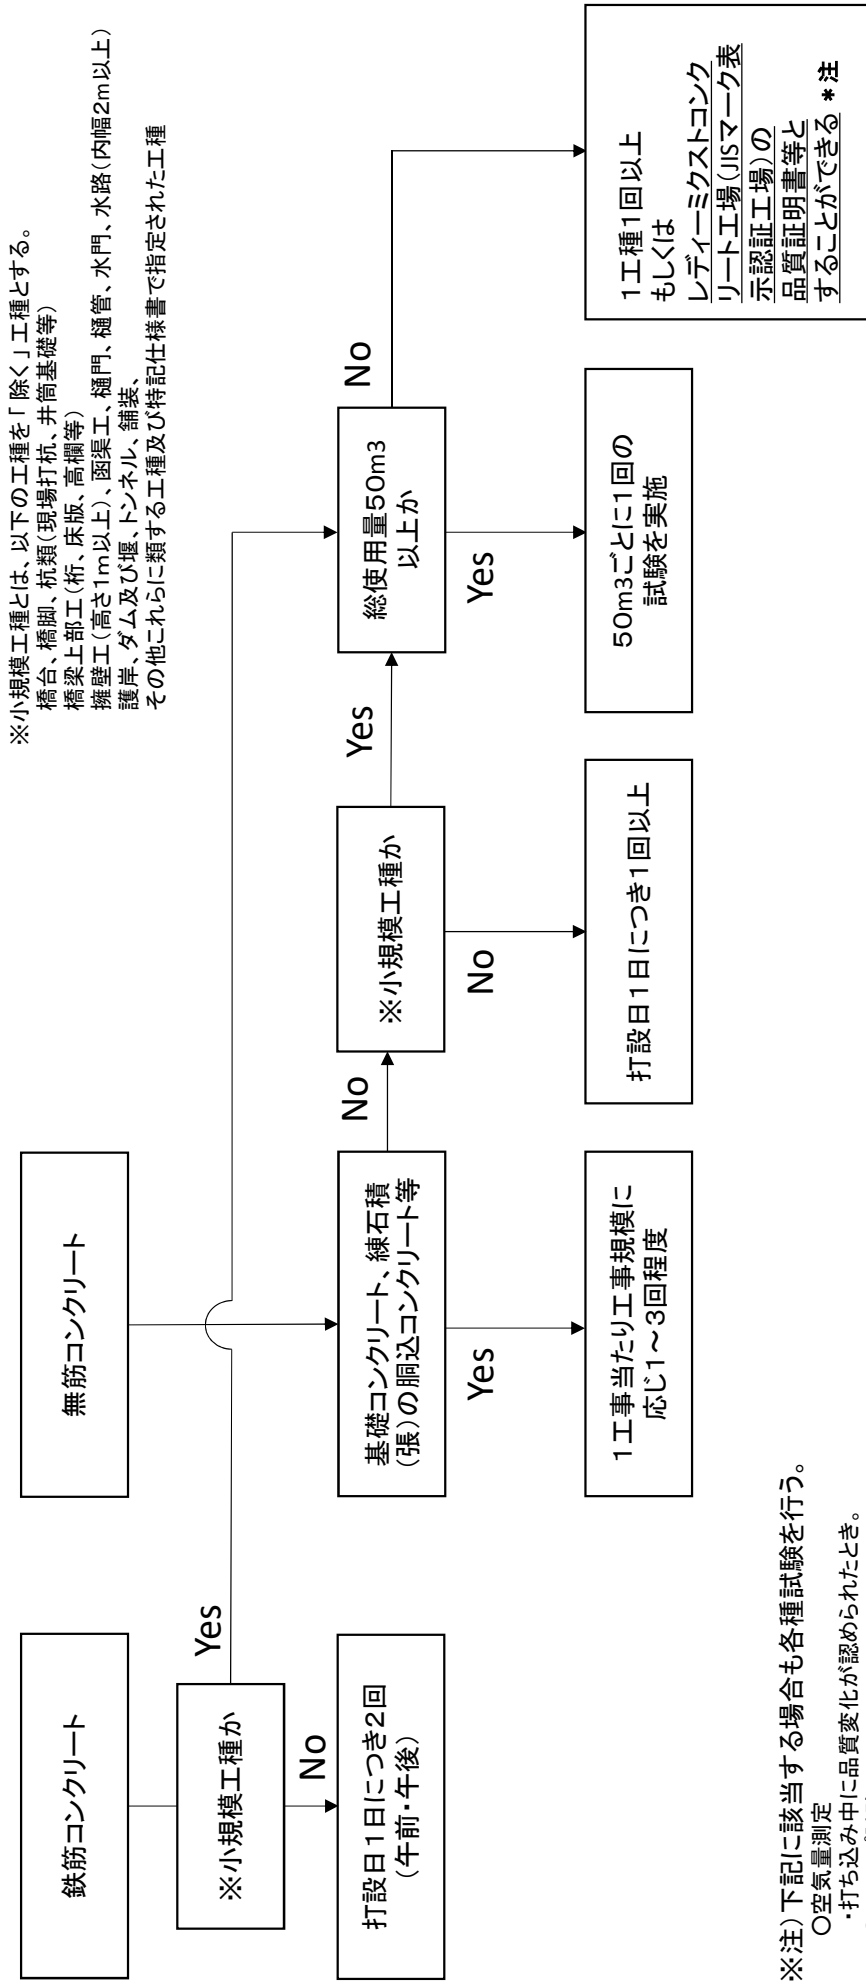 ※小規模工種とは、以下の工種を「除く」工種とする。
橋台、橋脚、杭類(現場打杭、井筒基礎等)
橋梁上部工(桁、床版、高欄等)
擁壁工(高さ1m以上)、函渠工、樋門、樋管、水門、水路(内幅2m以上)
護岸、ダム及び堰、トンネル、舗装、
その他これらに類する工種及び特記仕様書で指定された工種
鉄筋コンクリート
無筋コンクリート
※小規模工種か
Yes
No
打設日1日につき2回
(午前・午後)
基礎コンクリート、練石積
(張)の胴込コンクリート等
No
Yes
1工事当たり工事規模に
応じ1～3回程度
※小規模工種か
Yes
No
打設日1日につき1回以上
総使用量50m3
以上か
No
Yes
50m3ごとに1回の
試験を実施
1工種1回以上
もしくは
レディーミクストコンク
リート工場(JISマーク表
示認証工場)の
品質証明書等と
することができる *注
※注)下記に該当する場合も各種試験を行う。
○空気量測定
・打ち込み中に品質変化が認められたとき。